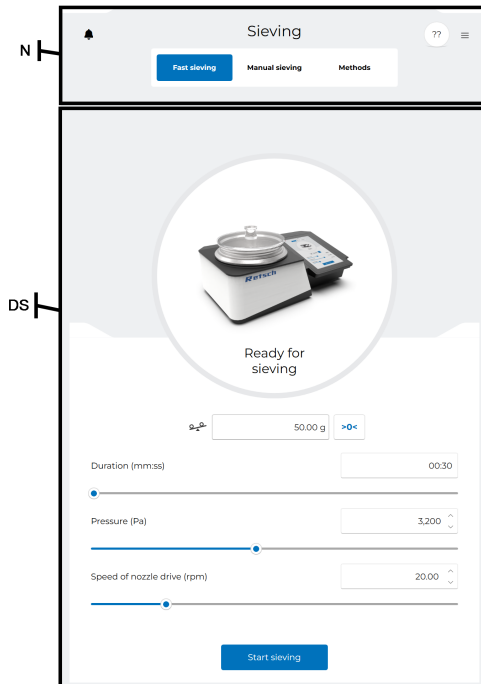 N
Sieving
??
Fast sieving
Manual sieving
Methods
DS
Retsch
Ready for
sieving
50.00 g
>0<
Duration (mm:ss)
00:30
Pressure (Pa)
3,200
Speed of nozzle drive (rpm)
20.00
Start sieving